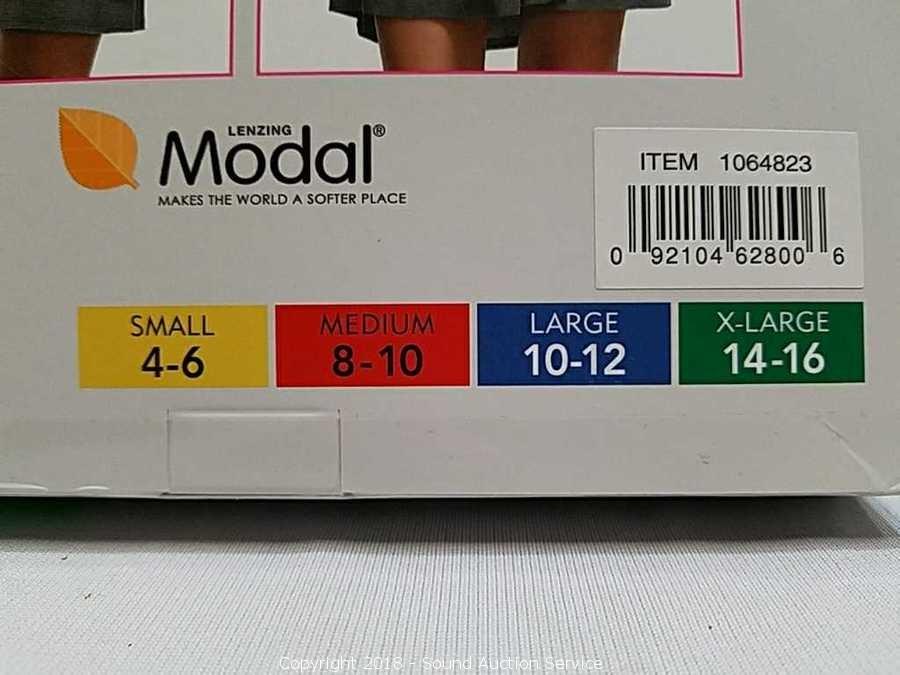 LENZING
Modal®
MAKES THE WORLD A SOFTER PLACE
ITEM 1064823
0 92104 62800 6
SMALL
4-6
MEDIUM
8-10
LARGE
10-12
X-LARGE
14-16
Copyright 2018 - Sound Auction Service